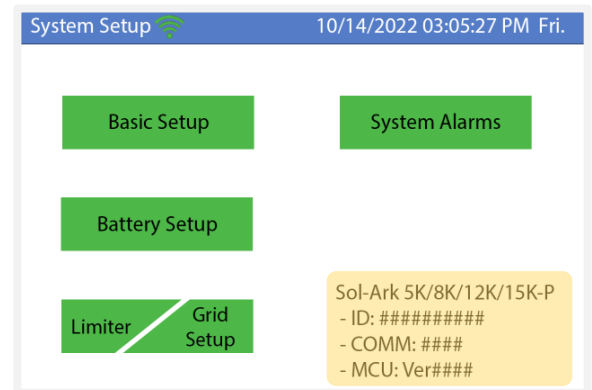 System Setup 10/14/2022 03:05:27 PM Fri.
Basic Setup
System Alarms
Battery Setup
Limiter
Grid
Setup
Sol-Ark 5K/8K/12K/15K-P
- ID: ##########
- COMM: ####
- MCU: Ver####